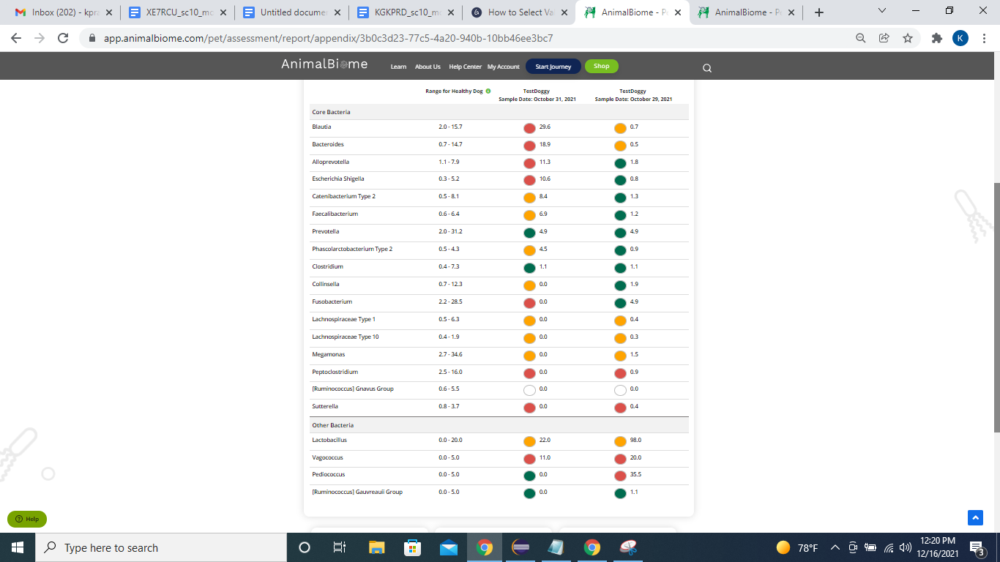 Inbox (202) - kpra
XE7RCU_sc10_mc
Untitled documen
KGKPRD_sc10_m
How to Select Val
AnimalBiome - Pe
AnimalBiome - Pe
app.animalbiome.com/pet/assessment/report/appendix/3b0c3d23-77c5-4a20-940b-10bb46ee3bc7
K
AnimalBiome
Learn About Us Help Center My Account Start Journey Shop
Range for Healthy Dog TestDoggy TestDoggy
Sample Date: October 31, 2021 Sample Date: October 29, 2021
Core Bacteria
Blautia 2.0 - 15.7 29.6 0.7
Bacteroides 0.7 - 14.7 18.9 0.5
Alloprevotella 1.1 - 7.9 11.3 1.8
Escherichia Shigella 0.3 - 5.2 10.6 0.8
Catenibacterium Type 2 0.5 - 8.1 8.4 1.3
Faecalibacterium 0.6 - 6.4 6.9 1.2
Prevotella 2.0 - 31.2 4.9 4.9
Phascolarctobacterium Type 2 0.5 - 4.3 4.5 0.9
Clostridium 0.4 - 7.3 1.1 1.1
Collinsella 0.7 - 12.3 0.0 1.9
Fusobacterium 2.2 - 28.5 0.0 4.9
Lachnospiraceae Type 1 0.5 - 6.3 0.0 0.4
Lachnospiraceae Type 10 0.4 - 1.9 0.0 0.3
Megamonas 2.7 - 34.6 0.0 1.5
Peptoclostridium 2.5 - 16.0 0.0 0.9
[Ruminococcus] Gnavus Group 0.6 - 5.5 0.0 0.0
Sutterella 0.8 - 3.7 0.0 0.4
Other Bacteria
Lactobacillus 0.0 - 20.0 22.0 98.0
Vagococcus 0.0 - 5.0 11.0 20.0
Pediococcus 0.0 - 5.0 0.0 35.5
[Ruminococcus] Gauvreauii Group 0.0 - 5.0 0.0 1.1
Help
Type here to search
78°F
12:20 PM
12/16/2021
3